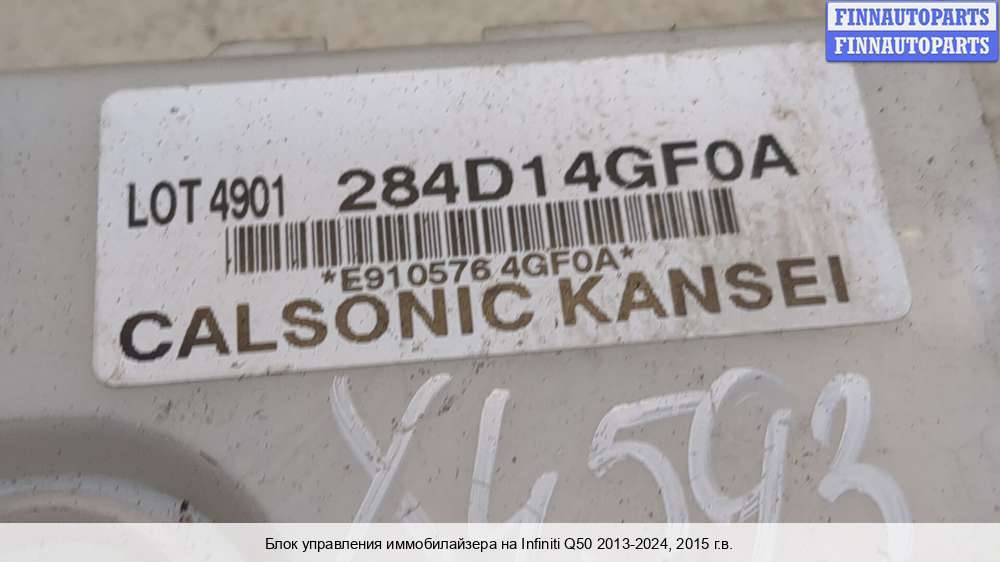 FINNAUTOPARTS
FINNAUTOPARTS
LOT 4901 284D14GF0A
*E910576 4GF0A*
CALSONIC KANSEI
X4593
Блок управления иммобилайзера на Infiniti Q50 2013-2024, 2015 г.в.